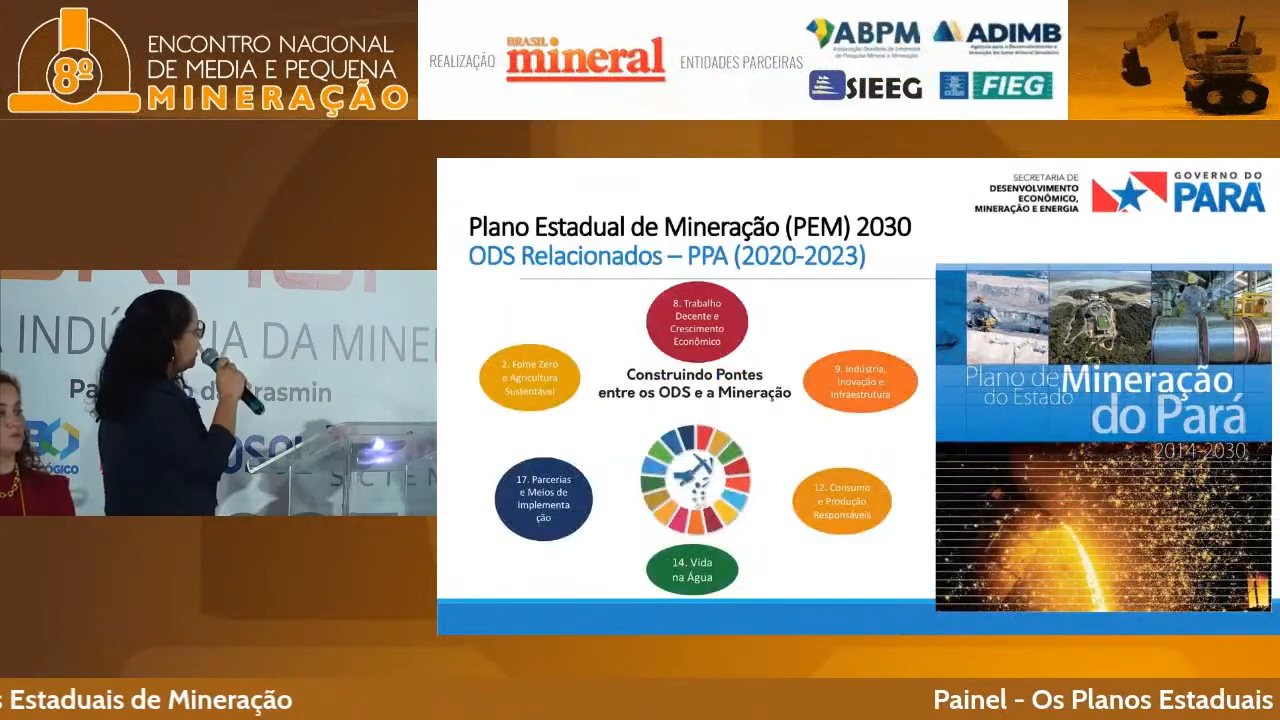 8º
ENCONTRO NACIONAL
DE MEDIA E PEQUENA
MINERAÇÃO
REALIZAÇÃO
BRASIL
mineral
ENTIDADES PARCEIRAS
ABPM
ADIMB
SIEEG
FIEG
SECRETARIA DE
DESENVOLVIMENTO
ECONÔMICO,
MINERAÇÃO E ENERGIA
GOVERNO DO
PARÁ
Plano Estadual de Mineração (PEM) 2030
ODS Relacionados – PPA (2020-2023)
8. Trabalho
Decente e
Crescimento
Econômico
2. Fome Zero
e Agricultura
Sustentável
Construindo Pontes
entre os ODS e a Mineração
9. Indústria,
Inovação e
Infraestrutura
17. Parcerias
e Meios de
Implementa
ção
12. Consumo
e Produção
Responsáveis
14. Vida
na Água
Plano de Mineração
do Estado
do Pará
2014-2030
A INDÚ
IA DA MINE
s Estaduais de Mineração
Painel - Os Planos Estaduais